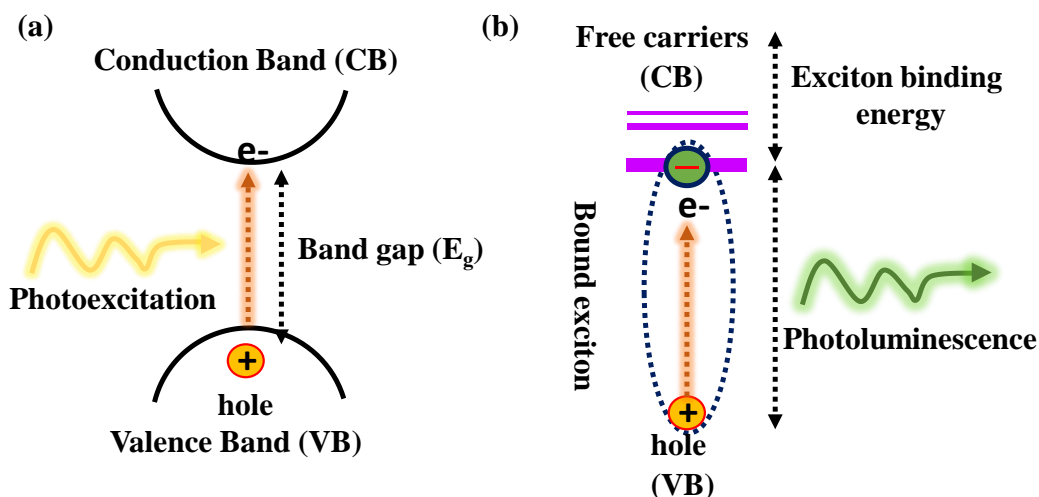 (a)
Conduction Band (CB)
e-
Band gap (Eg)
Photoexcitation
+
hole
Valence Band (VB)
(b)
Free carriers
(CB)
Exciton binding
energy
−
e-
Bound exciton
Photoluminescence
+
hole
(VB)